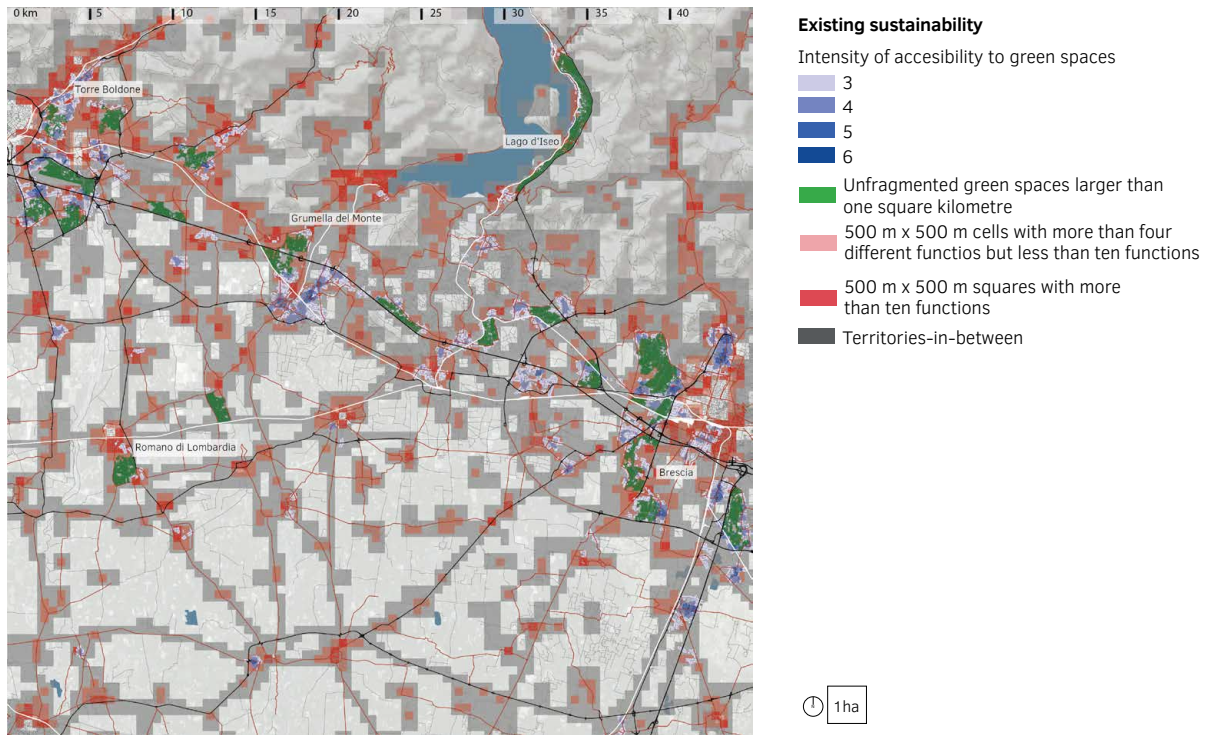 0 km 5 10 15 20 25 30 35 40
Torre Boldone
Lago d'Iseo
Grumella del Monte
Romano di Lombardia
Brescia
Existing sustainability
Intensity of accesibility to green spaces
3
4
5
6
Unfragmented green spaces larger than
one square kilometre
500 m x 500 m cells with more than four
different functios but less than ten functions
500 m x 500 m squares with more
than ten functions
Territories-in-between
1 ha